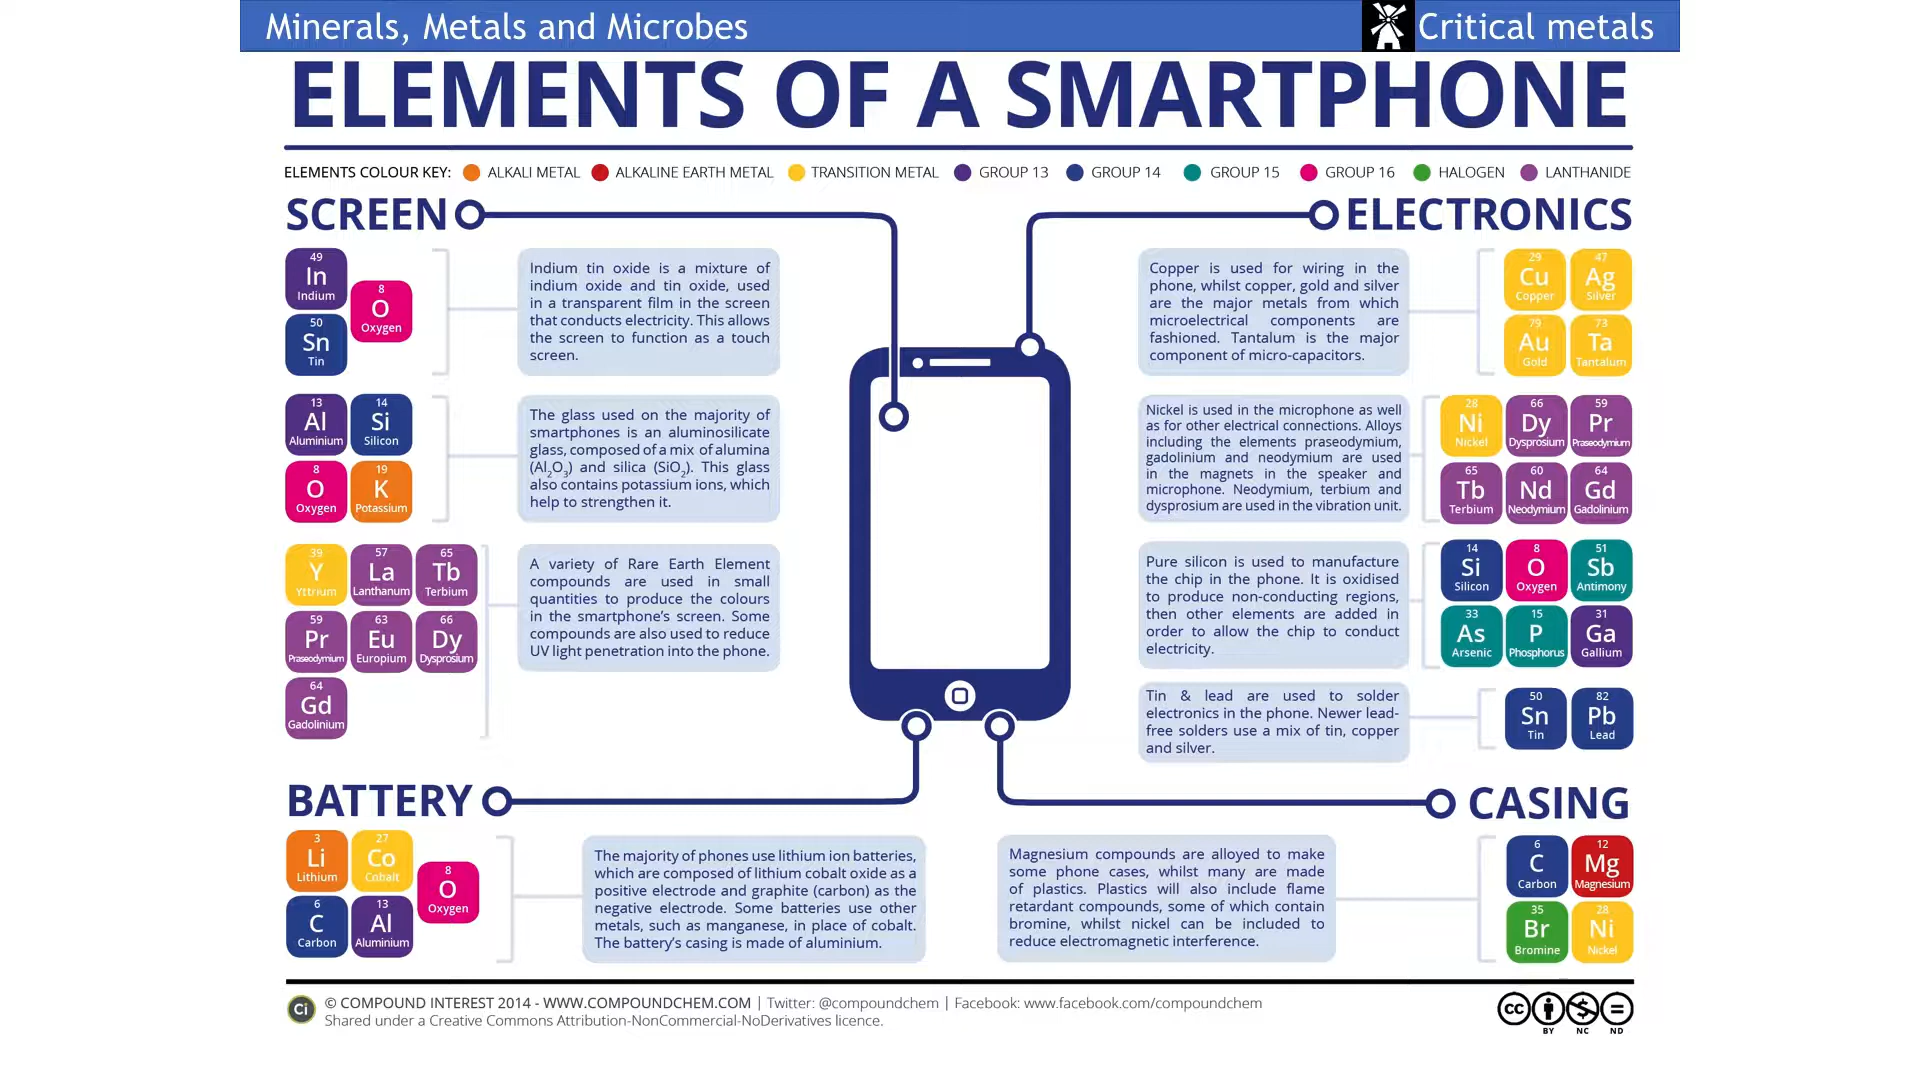 Minerals, Metals and Microbes
Critical metals
ELEMENTS OF A SMARTPHONE
ELEMENTS COLOUR KEY: ALKALI METAL ALKALINE EARTH METAL TRANSITION METAL GROUP 13 GROUP 14 GROUP 15 GROUP 16 HALOGEN LANTHANIDE
SCREEN
49
In
Indium
8
O
Oxygen
50
Sn
Tin
Indium tin oxide is a mixture of
indium oxide and tin oxide, used
in a transparent film in the screen
that conducts electricity. This allows
the screen to function as a touch
screen.
13
Al
Aluminium
14
Si
Silicon
8
O
Oxygen
19
K
Potassium
The glass used on the majority of
smartphones is an aluminosilicate
glass, composed of a mix of alumina
(Al₂O₃) and silica (SiO₂). This glass
also contains potassium ions, which
help to strengthen it.
39
Y
Yttrium
57
La
Lanthanum
65
Tb
Terbium
59
Pr
Praseodymium
63
Eu
Europium
66
Dy
Dysprosium
64
Gd
Gadolinium
A variety of Rare Earth Element
compounds are used in small
quantities to produce the colours
in the smartphone's screen. Some
compounds are also used to reduce
UV light penetration into the phone.
ELECTRONICS
Copper is used for wiring in the
phone, whilst copper, gold and silver
are the major metals from which
microelectrical components are
fashioned. Tantalum is the major
component of micro-capacitors.
29
Cu
Copper
47
Ag
Silver
79
Au
Gold
73
Ta
Tantalum
Nickel is used in the microphone as well
as for other electrical connections. Alloys
including the elements praseodymium,
gadolinium and neodymium are used
in the magnets in the speaker and
microphone. Neodymium, terbium and
dysprosium are used in the vibration unit.
28
Ni
Nickel
66
Dy
Dysprosium
59
Pr
Praseodymium
65
Tb
Terbium
60
Nd
Neodymium
64
Gd
Gadolinium
Pure silicon is used to manufacture
the chip in the phone. It is oxidised
to produce non-conducting regions,
then other elements are added in
order to allow the chip to conduct
electricity.
14
Si
Silicon
8
O
Oxygen
51
Sb
Antimony
33
As
Arsenic
15
P
Phosphorus
31
Ga
Gallium
Tin & lead are used to solder
electronics in the phone. Newer lead-
free solders use a mix of tin, copper
and silver.
50
Sn
Tin
82
Pb
Lead
BATTERY
3
Li
Lithium
27
Co
Cobalt
8
O
Oxygen
6
C
Carbon
13
Al
Aluminium
The majority of phones use lithium ion batteries,
which are composed of lithium cobalt oxide as a
positive electrode and graphite (carbon) as the
negative electrode. Some batteries use other
metals, such as manganese, in place of cobalt.
The battery's casing is made of aluminium.
CASING
Magnesium compounds are alloyed to make
some phone cases, whilst many are made
of plastics. Plastics will also include flame
retardant compounds, some of which contain
bromine, whilst nickel can be included to
reduce electromagnetic interference.
6
C
Carbon
12
Mg
Magnesium
35
Br
Bromine
28
Ni
Nickel
Ci
© COMPOUND INTEREST 2014 - WWW.COMPOUNDCHEM.COM | Twitter: @compoundchem | Facebook: www.facebook.com/compoundchem
Shared under a Creative Commons Attribution-NonCommercial-NoDerivatives licence.
cc
BY NC ND